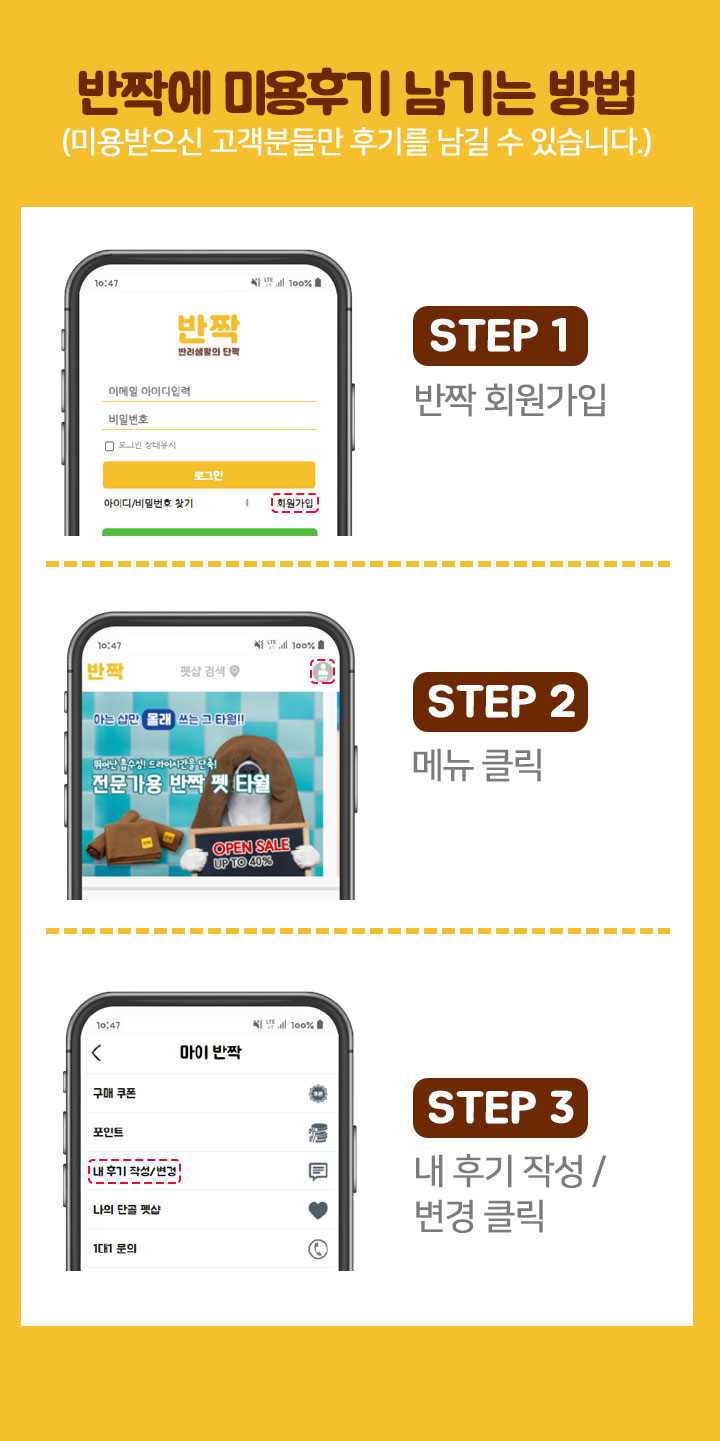 반짝에 미용후기 남기는 방법
(미용받으신 고객분들만 후기를 남길 수 있습니다.)
10:47
LTE
100%
반짝
반려생활의 단짝
이메일 아이디입력
비밀번호
로그인 상태유지
로그인
아이디/비밀번호 찾기 | 회원가입
STEP 1
반짝 회원가입
10:47
LTE
100%
반짝
펫샵 검색
아는 샵만 몰래 쓰는 그 타월!!
뛰어난 흡수성! 드라이시간을 단축!
전문가용 반짝 펫 타월
반짝
반짝
OPEN SALE
UP TO 40%
STEP 2
메뉴 클릭
10:47
LTE
100%
마이 반짝
구매 쿠폰
쿠폰
포인트
내 후기 작성/변경
나의 단골 펫샵
1대1 문의
STEP 3
내 후기 작성 /
변경 클릭